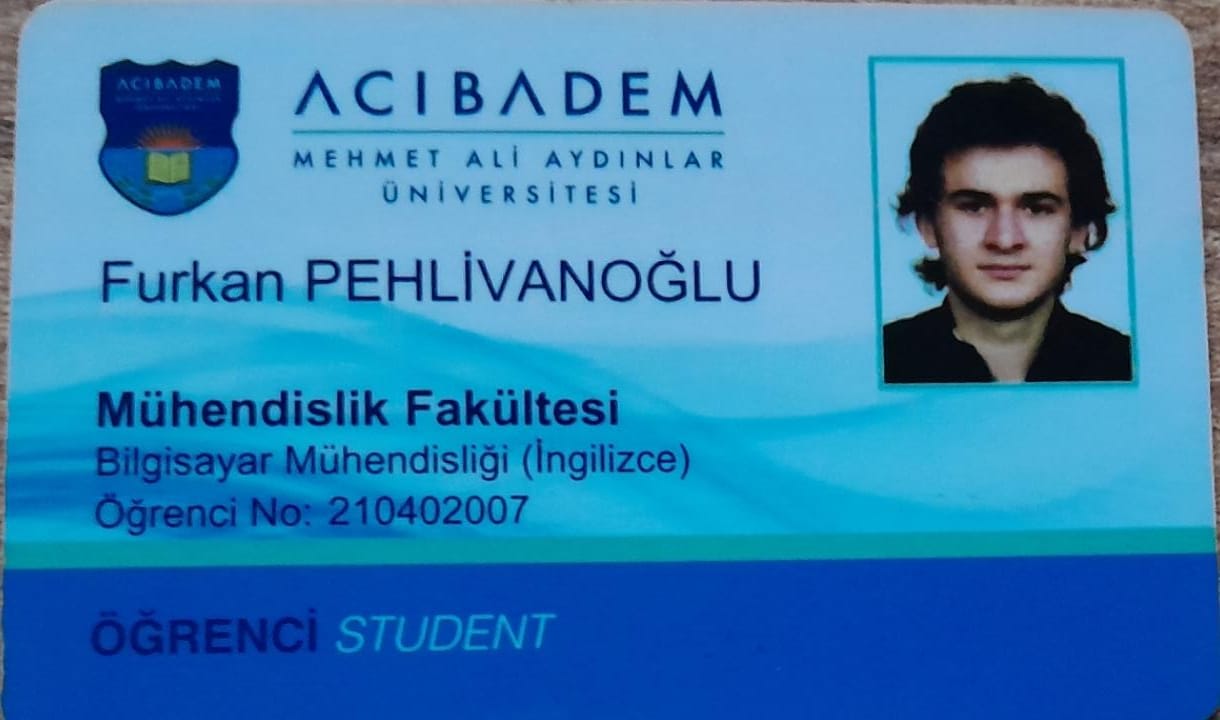 ACIBADEM
ACIBADEM
MEHMET ALİ AYDINLAR
ÜNİVERSİTESİ
Furkan PEHLİVANOĞLU
Mühendislik Fakültesi
Bilgisayar Mühendisliği (İngilizce)
Öğrenci No: 210402007
ÖĞRENCİ STUDENT